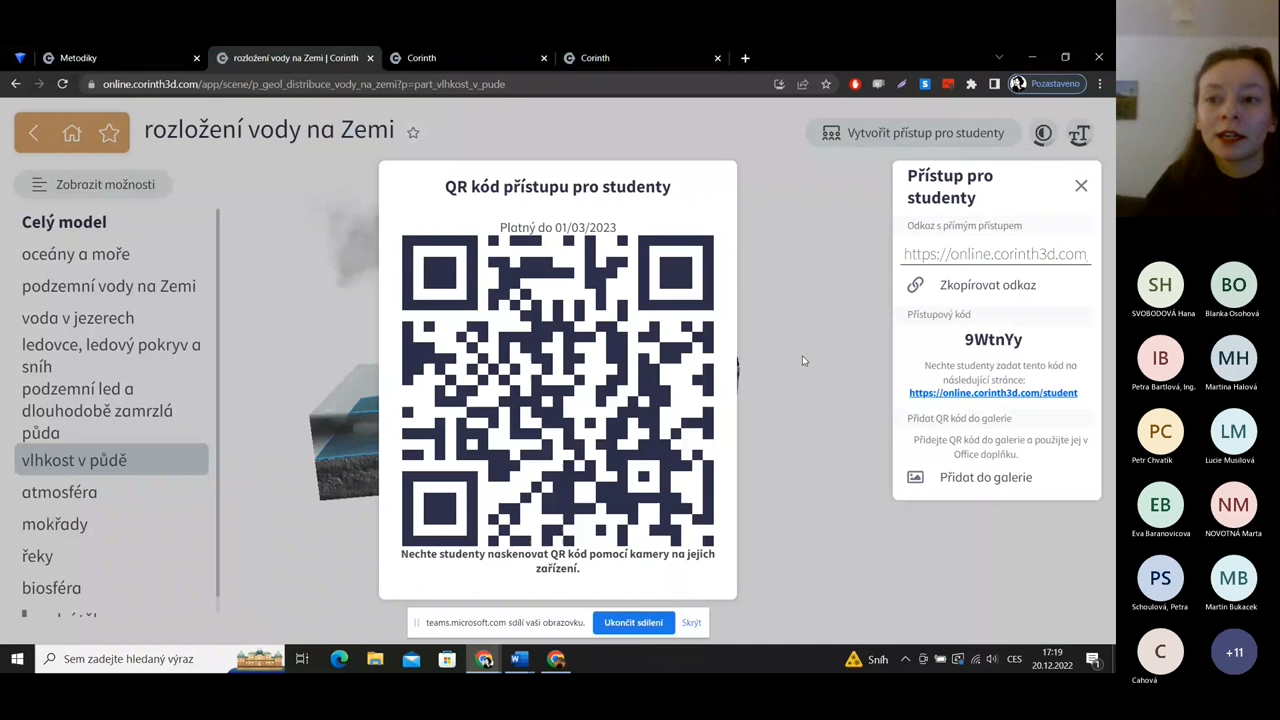 Metodiky
rozložení vody na Zemi | Corinth
Corinth
Corinth
online.corinth3d.com/app/scene/p_geol_distribuce_vody_na_zemi?p=part_vlhkost_v_pude
Pozastaveno
rozložení vody na Zemi
Vytvořit přístup pro studenty
Zobrazit možnosti
Celý model
oceány a moře
podzemní vody na Zemi
voda v jezerech
ledovce, ledový pokryv a
sníh
podzemní led a
dlouhodobě zamrzlá
půda
vlhkost v půdě
atmosféra
mokřady
řeky
biosféra
QR kód přístupu pro studenty
Platný do 01/03/2023
Nechte studenty naskenovat QR kód pomocí kamery na jejich
zařízení.
Přístup pro
studenty
Odkaz s přímým přístupem
https://online.corinth3d.com
Zkopírovat odkaz
Přístupový kód
9WtnYy
Nechte studenty zadat tento kód na
následující stránce:
https://online.corinth3d.com/student
Přidat QR kód do galerie
Přidejte QR kód do galerie a použijte jej v
Office doplňku.
Přidat do galerie
teams.microsoft.com sdílí vaši obrazovku.
Ukončit sdílení
Skrýt
Sem zadejte hledaný výraz
Sníh
CES
17:19
20.12.2022
SH
SVOBODOVÁ Hana
BO
Blanka Osohová
IB
Petra Bartlová, Ing.
MH
Martina Halová
PC
Petr Chvatík
LM
Lucie Musilová
EB
Eva Baranovicova
NM
NOVOTNÁ Marta
PS
Schoulová, Petra
MB
Martin Bukacek
C
Cahová
+11